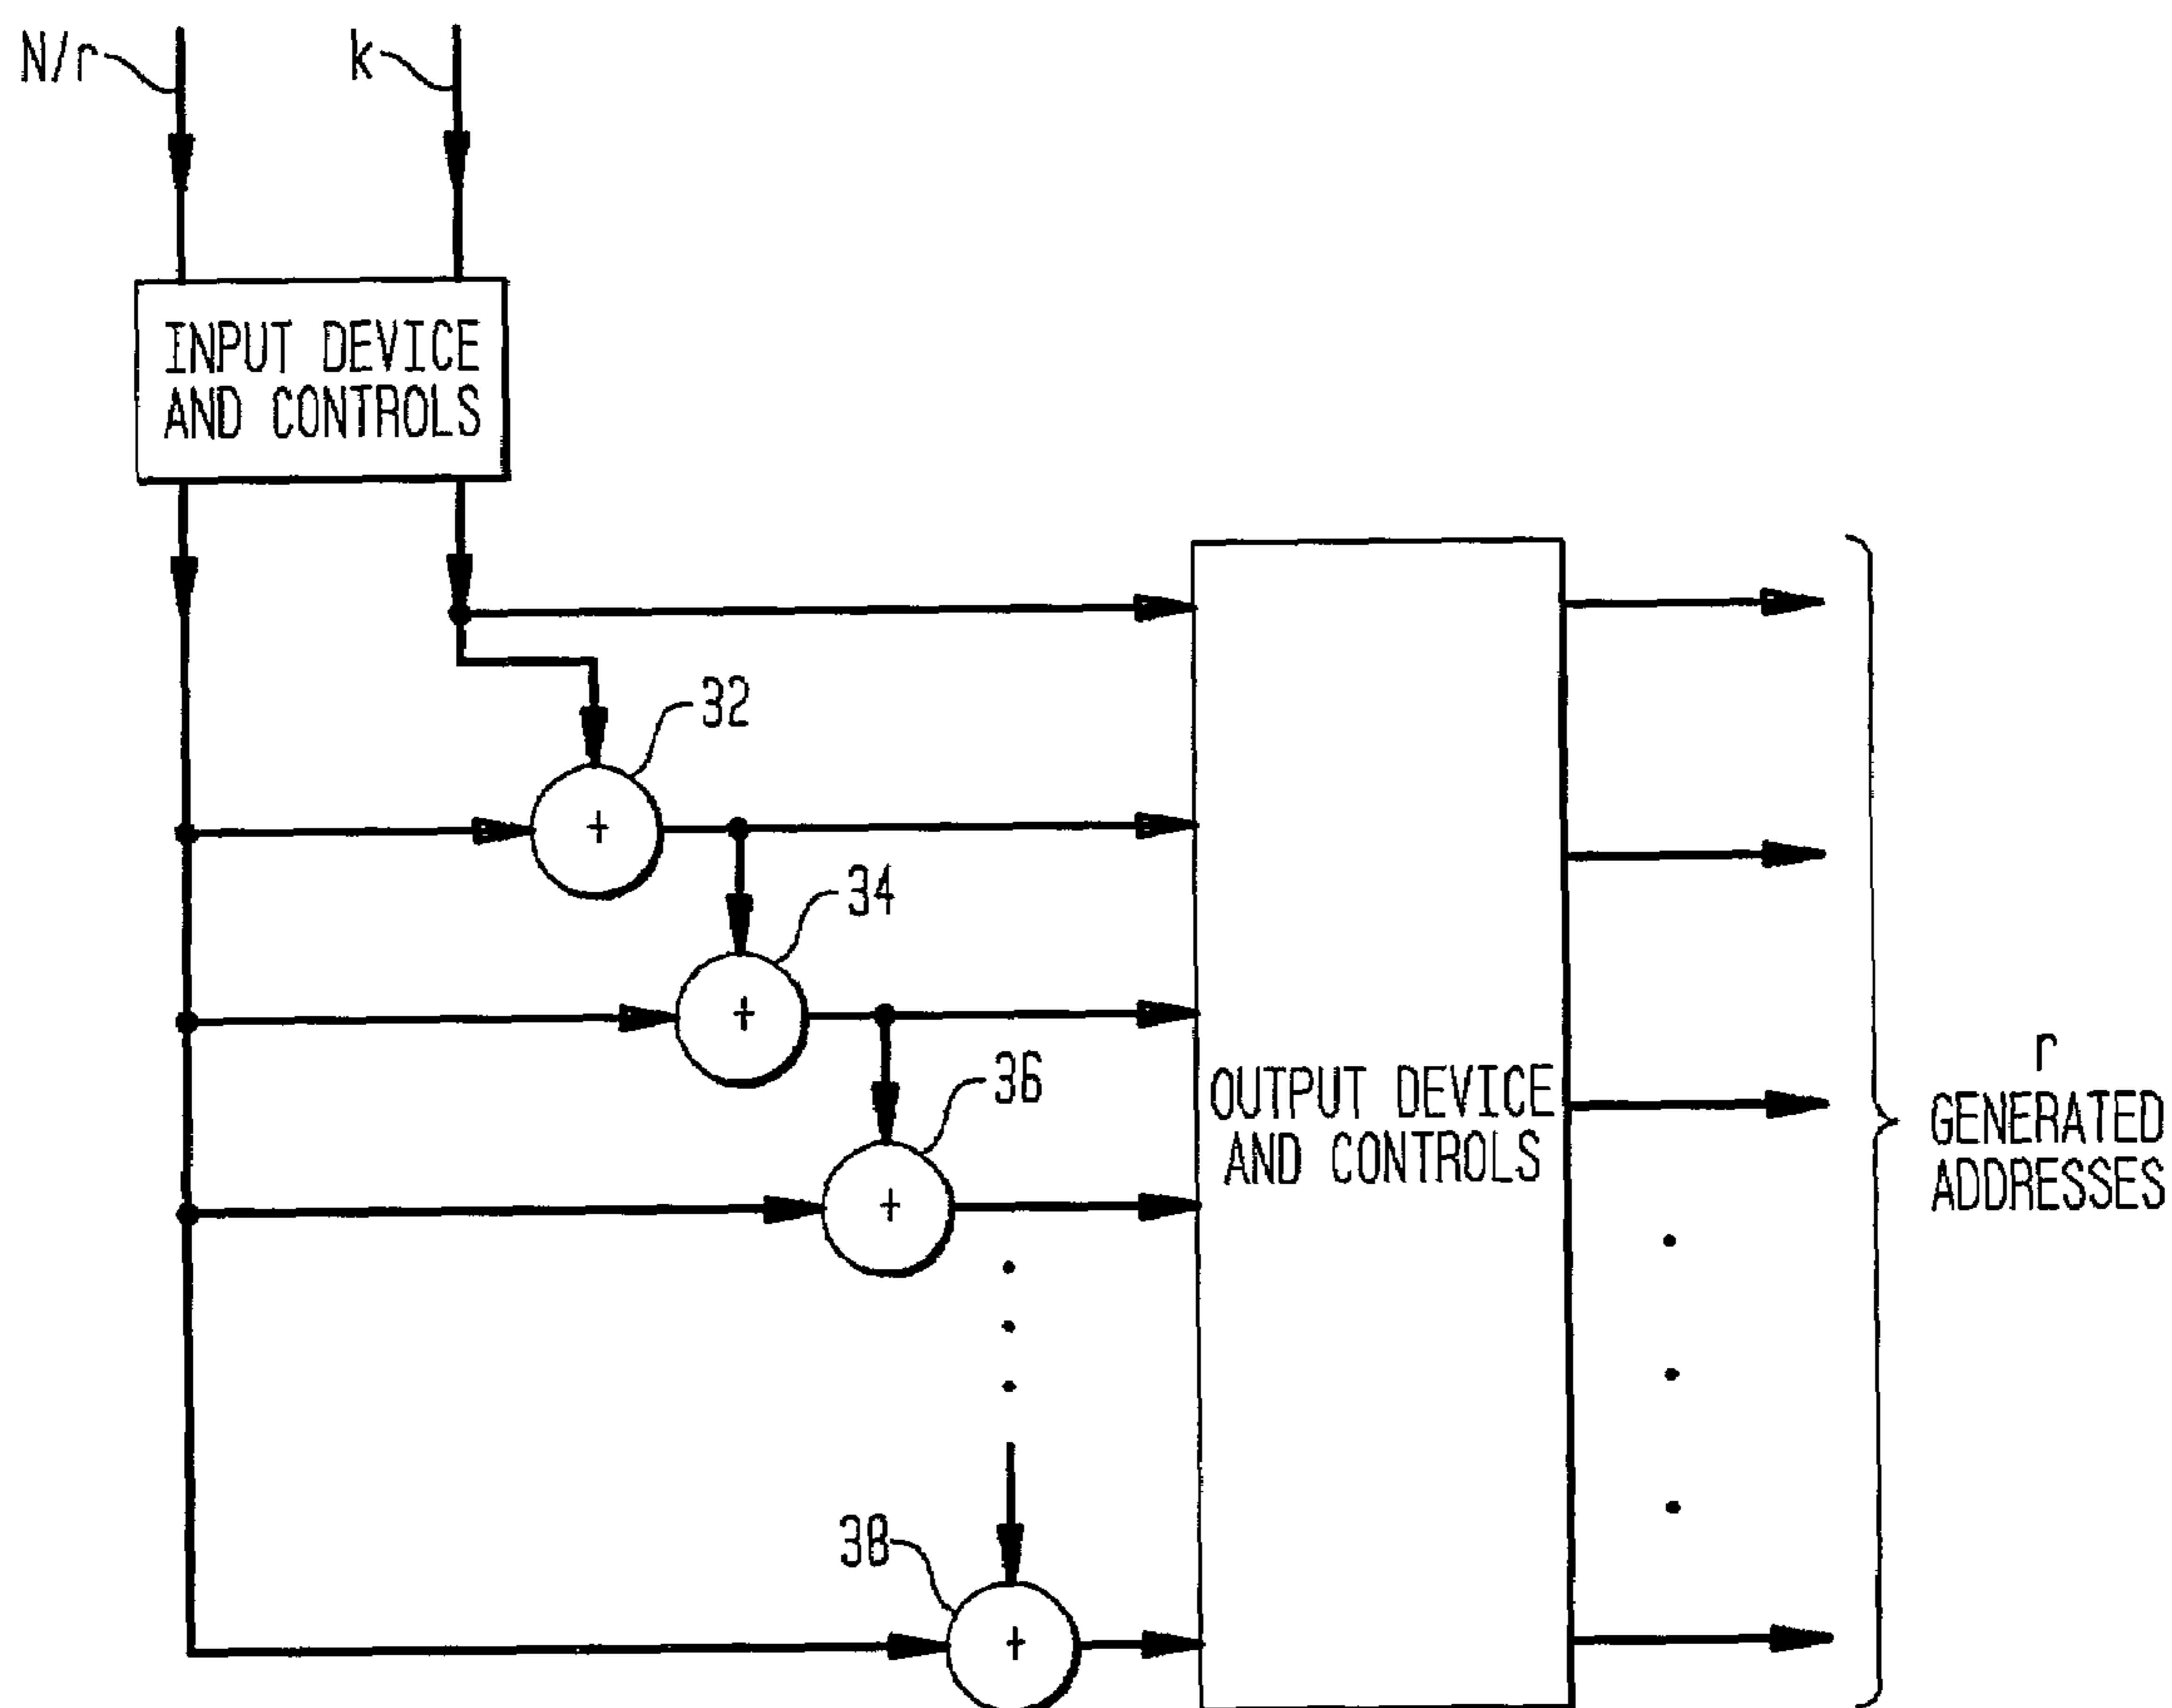 N/r
k
INPUT DEVICE
AND CONTROLS
32
+
34
+
36
+
OUTPUT DEVICE
AND CONTROLS
r
GENERATED
ADDRESSES
38
+